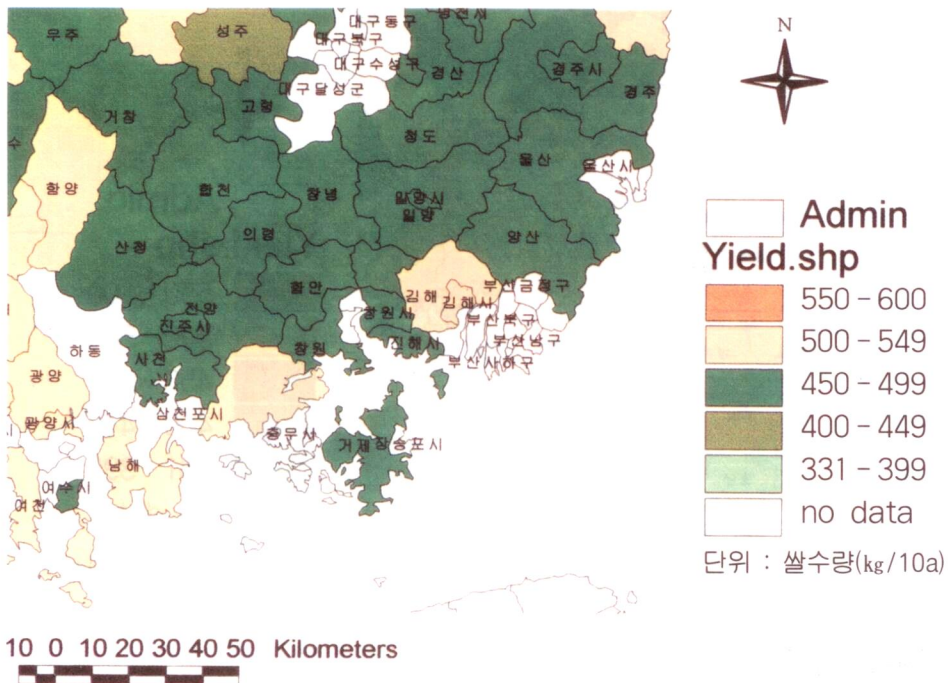 무주
성주
대구동구
대구북구
대구수성구
대구달성군
경산
경주시
경주
거창
고령
청도
울산
울산시
함양
합천
창녕
밀양시
밀양
산청
의령
양산
함안
김해
김해시
부산금정구
부산북구
부산남구
부산사하구
진양
진주시
창원
창원시
진해시
하동
사천
광양
광양시
삼천포시
충무시
거제
장승포시
남해
여수시
여천
N
Admin
Yield.shp
550-600
500-549
450-499
400-449
331-399
no data
단위 : 쌀수량(kg/10a)
10 0 10 20 30 40 50 Kilometers